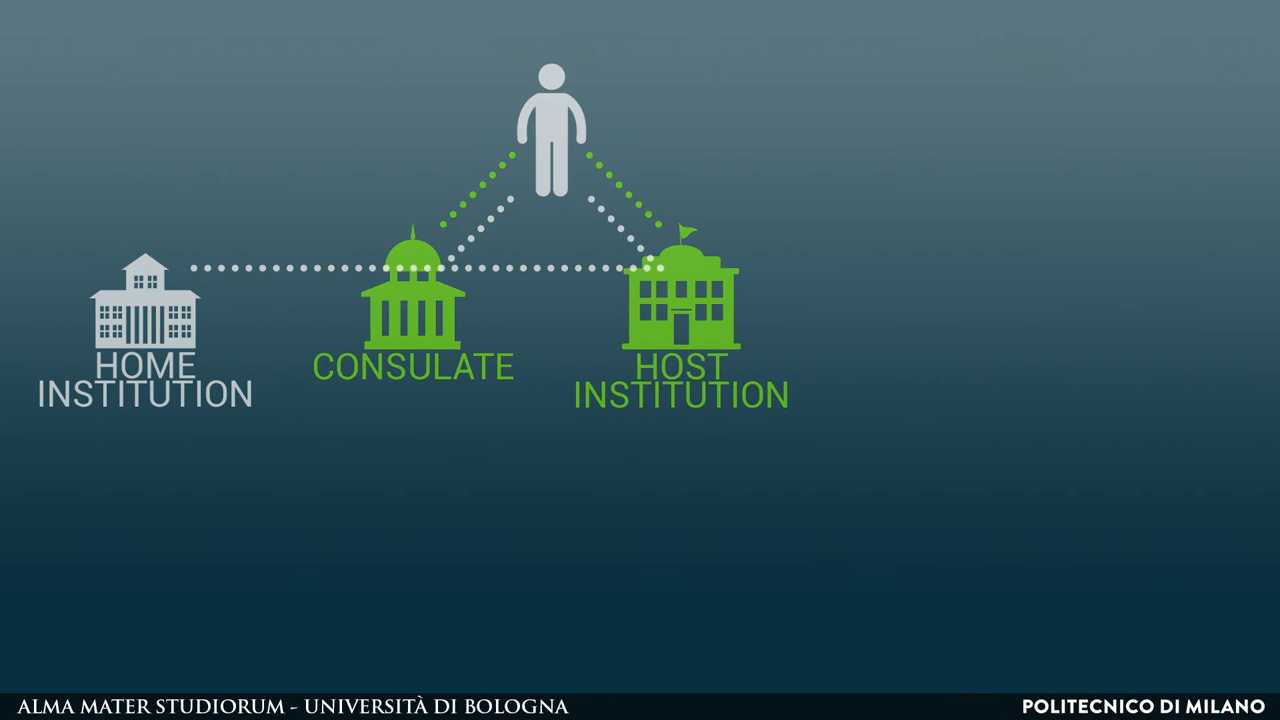 HOME
INSTITUTION
CONSULATE
HOST
INSTITUTION
ALMA MATER STUDIORUM - UNIVERSITÀ DI BOLOGNA
POLITECNICO DI MILANO